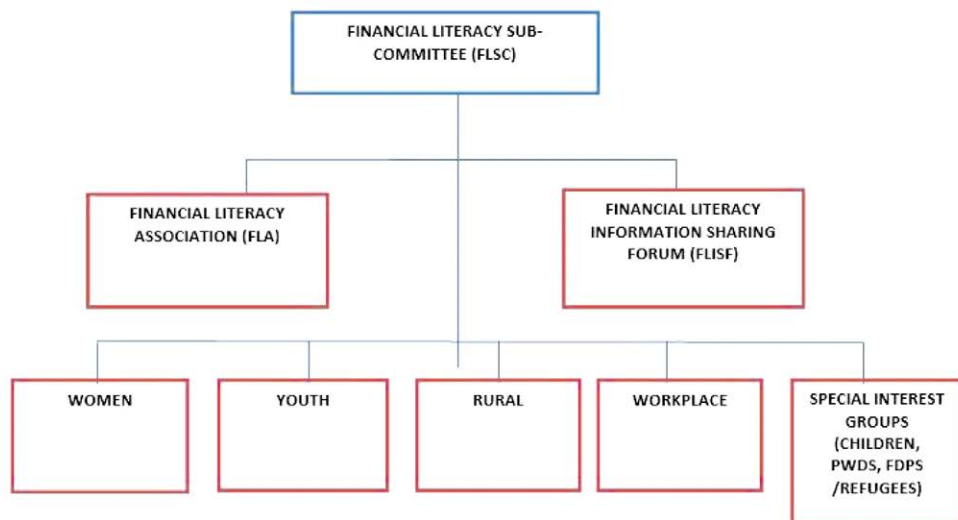 FINANCIAL LITERACY SUB-
COMMITTEE (FLSC)
FINANCIAL LITERACY
ASSOCIATION (FLA)
FINANCIAL LITERACY
INFORMATION SHARING
FORUM (FLISF)
WOMEN
YOUTH
RURAL
WORKPLACE
SPECIAL INTEREST
GROUPS
(CHILDREN,
PWDS, FDPS
/REFUGEES)